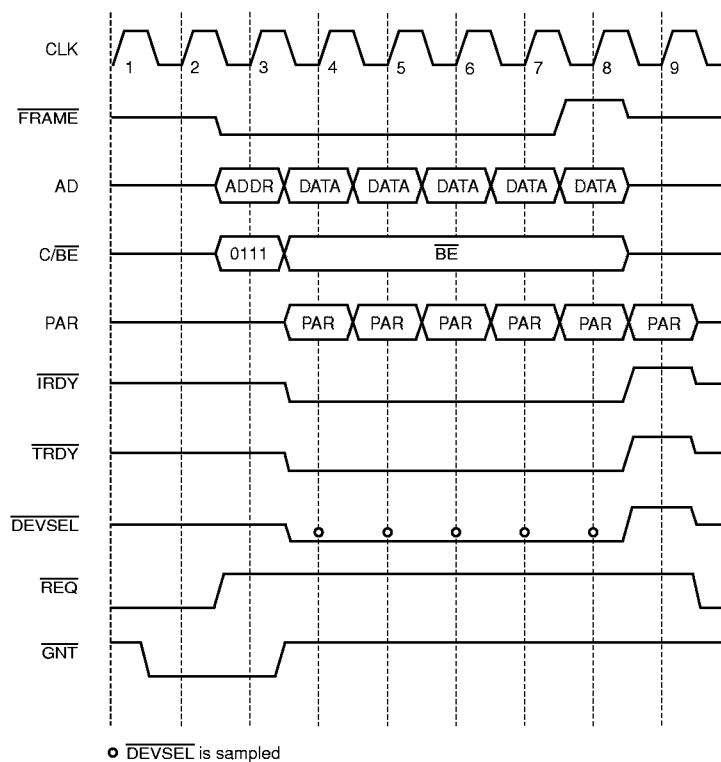 CLK
1 2 3 4 5 6 7 8 9
FRAME
AD ADDR DATA DATA DATA DATA DATA
C/BE 0111 BE
PAR PAR PAR PAR PAR PAR PAR
IRDY
TRDY
DEVSEL
REQ
GNT
DEVSEL is sampled